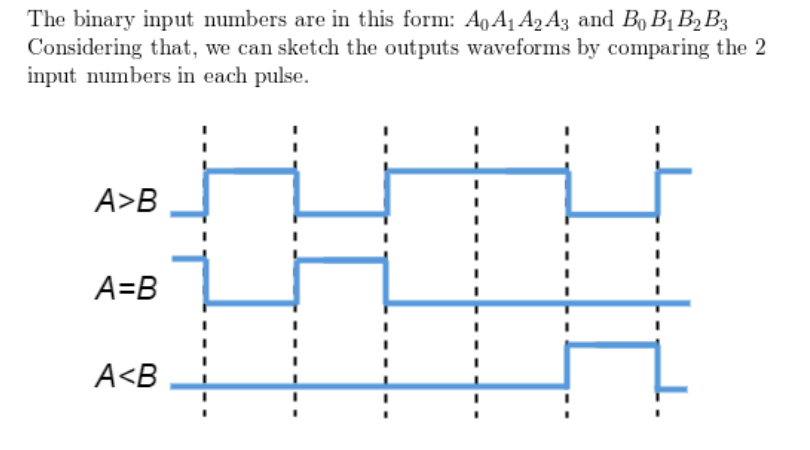 The binary input numbers are in this form: A₀A₁A₂A₃ and B₀B₁B₂B₃
Considering that, we can sketch the outputs waveforms by comparing the 2
input numbers in each pulse.
A>B
A=B
A<B